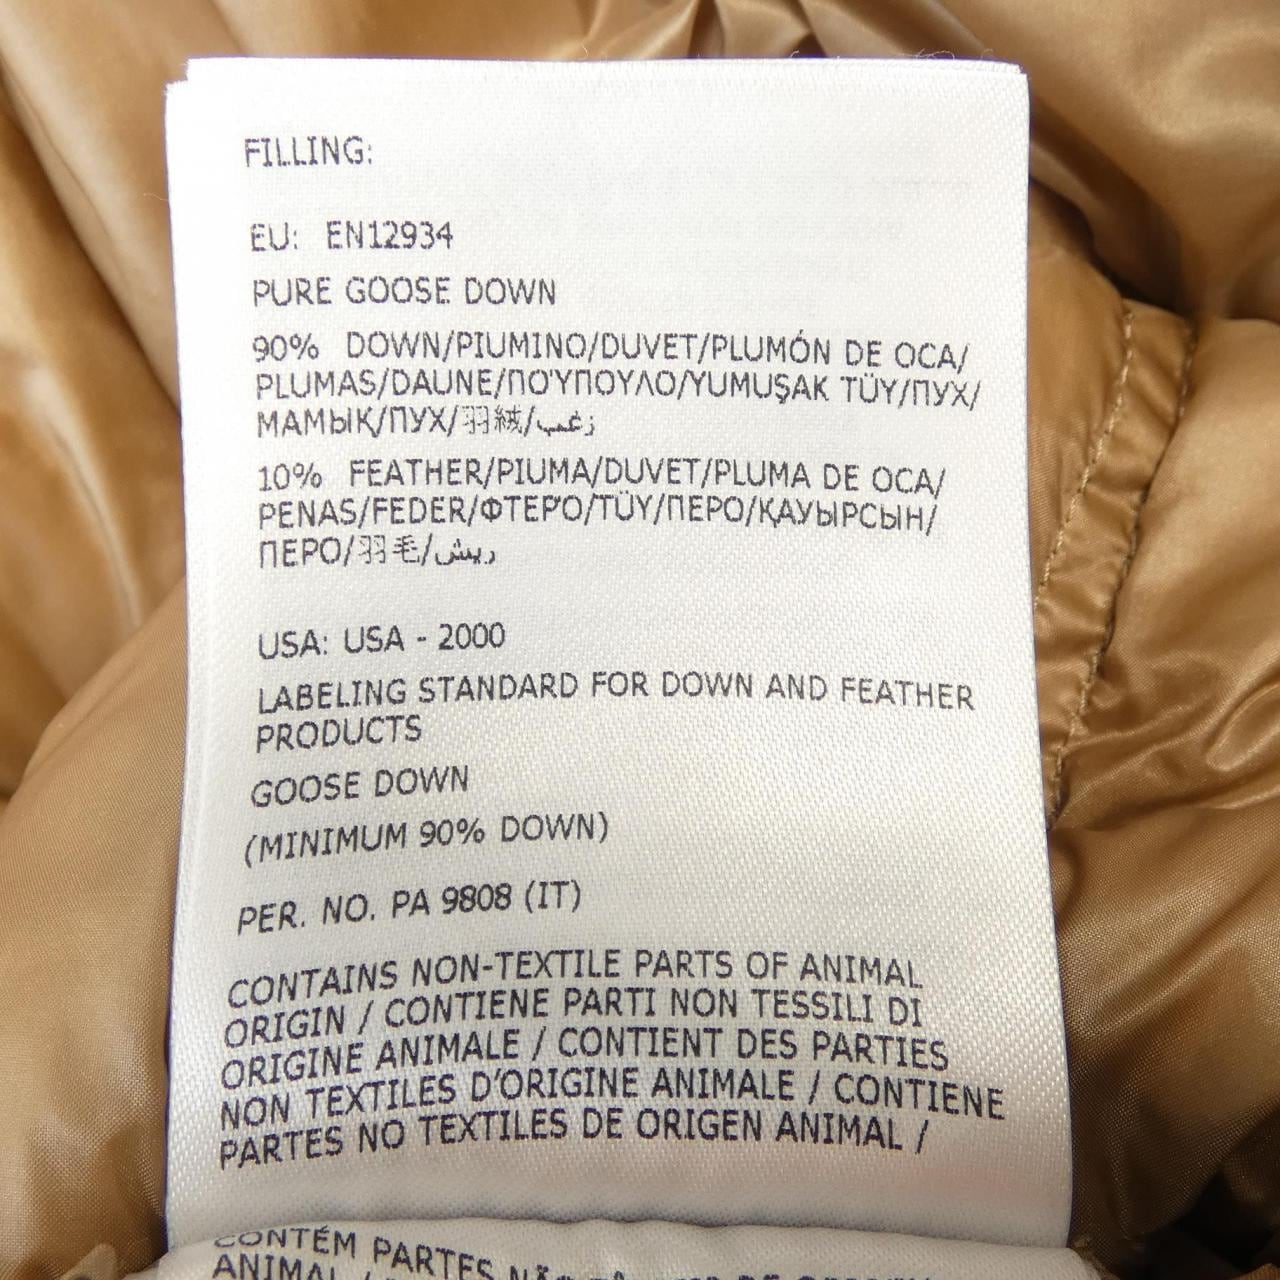 FILLING:
EU: EN12934
PURE GOOSE DOWN
90% DOWN/PIUMINO/DUVET/PLUMÓN DE OCA/
PLUMAS/DAUNE/ΠΟΎΠΟΥΛΟ/YUMUŞAK TÜY/ПУХ/
МАМЫҚ/ПУХ/羽絨/زغب
10% FEATHER/PIUMA/DUVET/PLUMA DE OCA/
PENAS/FEDER/ΦΤΕΡΌ/TÜY/ПЕРО/ҚАУЫРСЫН/
ПЕРО/羽毛/ريش
USA: USA - 2000
LABELING STANDARD FOR DOWN AND FEATHER
PRODUCTS
GOOSE DOWN
(MINIMUM 90% DOWN)
PER. NO. PA 9808 (IT)
CONTAINS NON-TEXTILE PARTS OF ANIMAL
ORIGIN / CONTIENE PARTI NON TESSILI DI
ORIGINE ANIMALE / CONTIENT DES PARTIES
NON TEXTILES D'ORIGINE ANIMALE / CONTIENE
PARTES NO TEXTILES DE ORIGEN ANIMAL /
CONTÉM PARTES NÃO
ANIMAL /